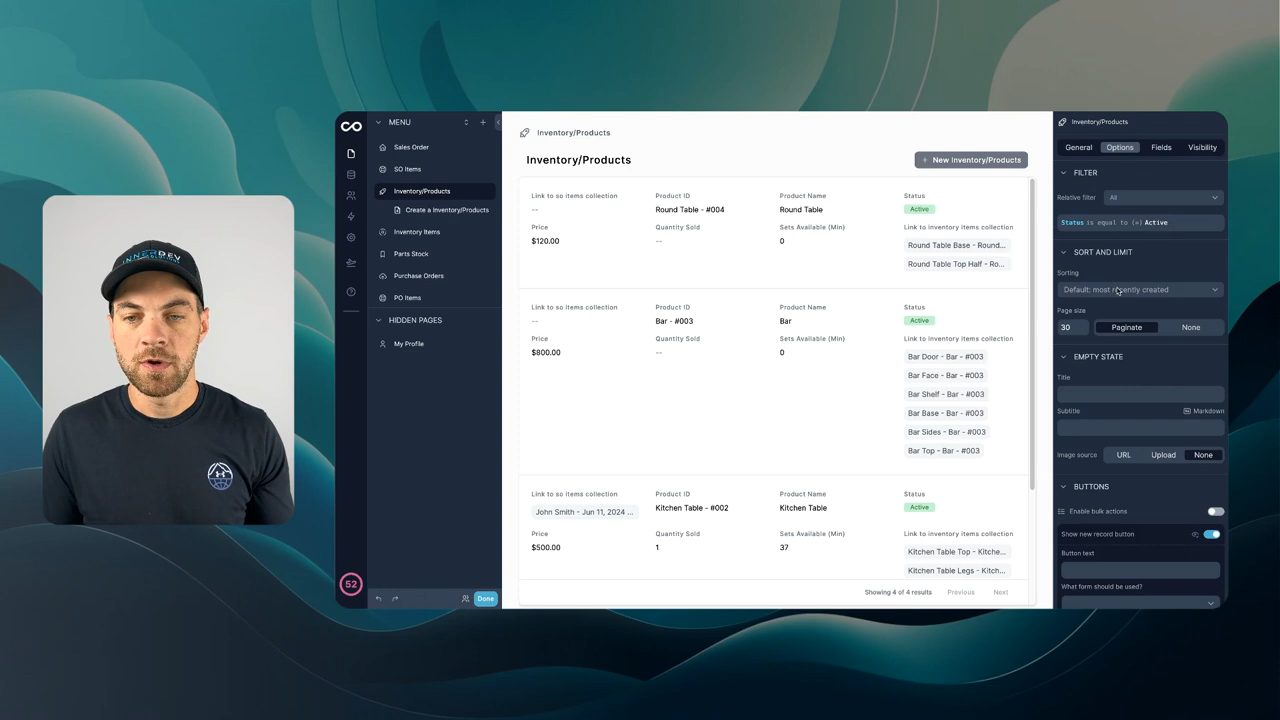 INNERDEV
MENU
Sales Order
SO Items
Inventory/Products
Create a Inventory/Products
Inventory Items
Parts Stock
Purchase Orders
PO Items
HIDDEN PAGES
My Profile
52
Done
Inventory/Products
Inventory/Products
+ New Inventory/Products
Link to so items collection
--
Product ID
Round Table - #004
Product Name
Round Table
Status
Active
Price
$120.00
Quantity Sold
--
Sets Available (Min)
0
Link to inventory items collection
Round Table Base - Round...
Round Table Top Half - Ro...
Link to so items collection
--
Product ID
Bar - #003
Product Name
Bar
Status
Active
Price
$800.00
Quantity Sold
--
Sets Available (Min)
0
Link to inventory items collection
Bar Door - Bar - #003
Bar Face - Bar - #003
Bar Shelf - Bar - #003
Bar Base - Bar - #003
Bar Sides - Bar - #003
Bar Top - Bar - #003
Link to so items collection
John Smith - Jun 11, 2024 ...
Product ID
Kitchen Table - #002
Product Name
Kitchen Table
Status
Active
Price
$500.00
Quantity Sold
1
Sets Available (Min)
37
Link to inventory items collection
Kitchen Table Top - Kitche...
Kitchen Table Legs - Kitch...
Showing 4 of 4 results
Previous
Next
Inventory/Products
General
Options
Fields
Visibility
FILTER
Relative filter
All
Status is equal to (=) Active
SORT AND LIMIT
Sorting
Default: most recently created
Page size
30
Paginate
None
EMPTY STATE
Title
Subtitle
Markdown
Image source
URL
Upload
None
BUTTONS
Enable bulk actions
Show new record button
Button text
What form should be used?